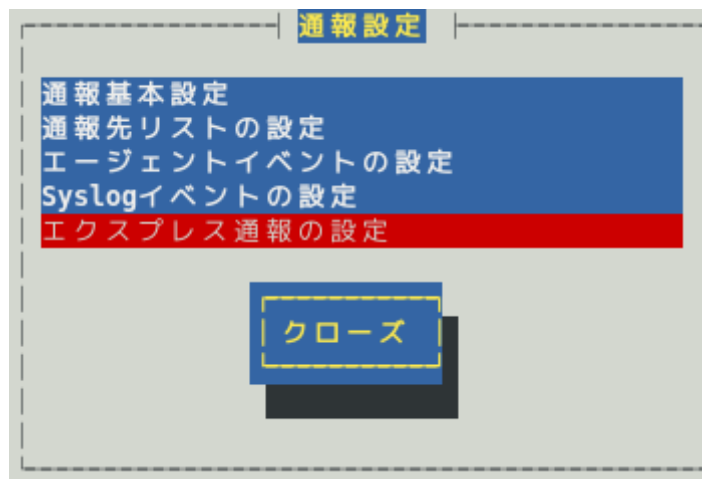 通報設定
通報基本設定
通報先リストの設定
エージェントイベントの設定
Syslogイベントの設定
エクスプレス通報の設定
クローズ